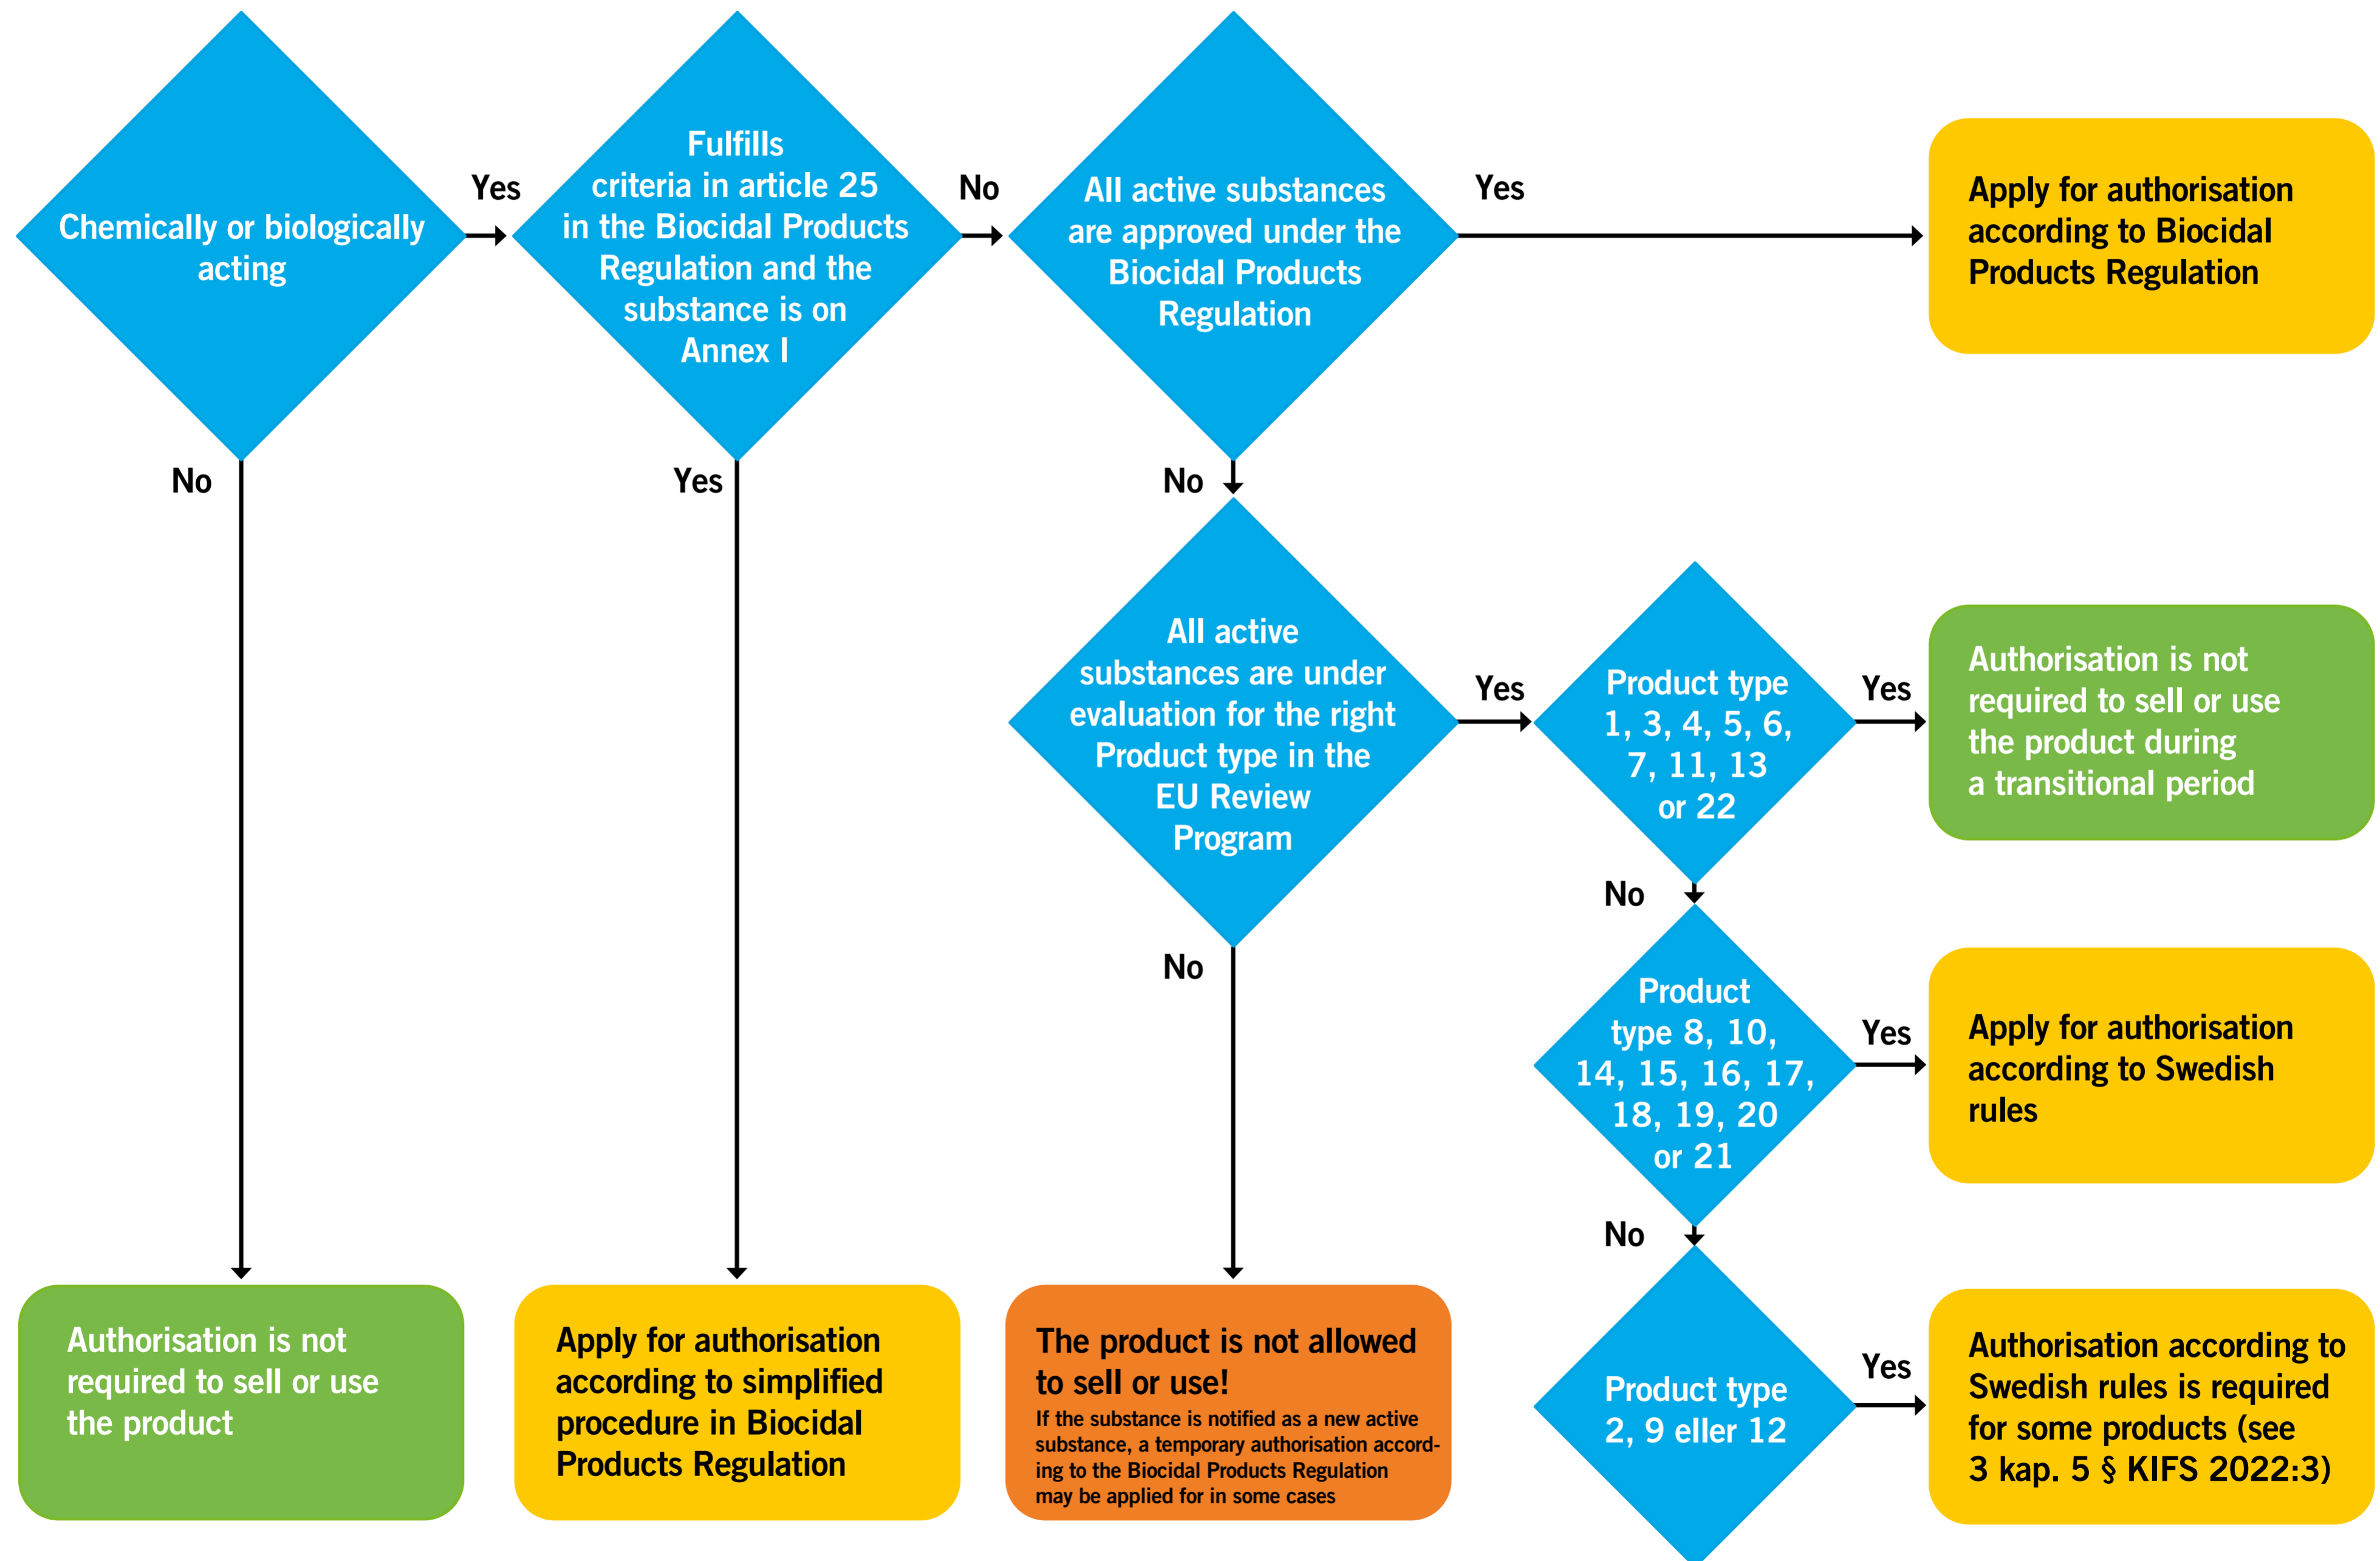 Chemically or biologically
acting
Yes
No
Fulfills
criteria in article 25
in the Biocidal Products
Regulation and the
substance is on
Annex I
No
Yes
All active substances
are approved under the
Biocidal Products
Regulation
Yes
No
Apply for authorisation
according to Biocidal
Products Regulation
All active
substances are under
evaluation for the right
Product type in the
EU Review
Program
Yes
No
Product type
1, 3, 4, 5, 6,
7, 11, 13
or 22
Yes
No
Authorisation is not
required to sell or use
the product during
a transitional period
Product
type 8, 10,
14, 15, 16, 17,
18, 19, 20
or 21
Yes
No
Apply for authorisation
according to Swedish
rules
Product type
2, 9 eller 12
Yes
Authorisation according to
Swedish rules is required
for some products (see
3 kap. 5 § KIFS 2022:3)
Authorisation is not
required to sell or use
the product
Apply for authorisation
according to simplified
procedure in Biocidal
Products Regulation
The product is not allowed
to sell or use!
If the substance is notified as a new active
substance, a temporary authorisation accord-
ing to the Biocidal Products Regulation
may be applied for in some cases